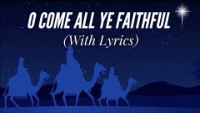 O COME ALL YE FAITHFUL
(With Lyrics)